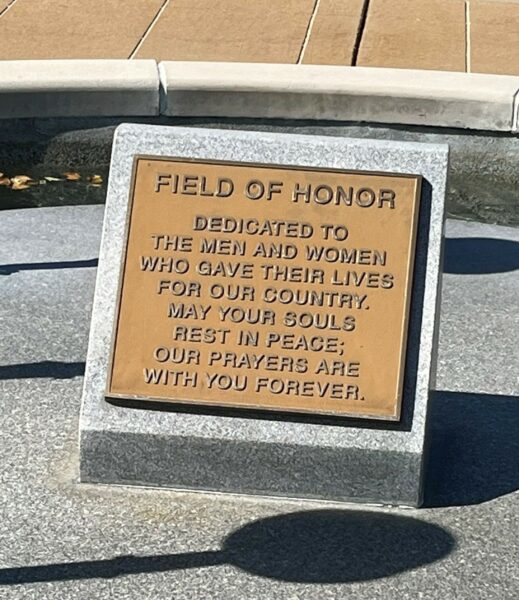 FIELD OF HONOR
DEDICATED TO
THE MEN AND WOMEN
WHO GAVE THEIR LIVES
FOR OUR COUNTRY.
MAY YOUR SOULS
REST IN PEACE;
OUR PRAYERS ARE
WITH YOU FOREVER.